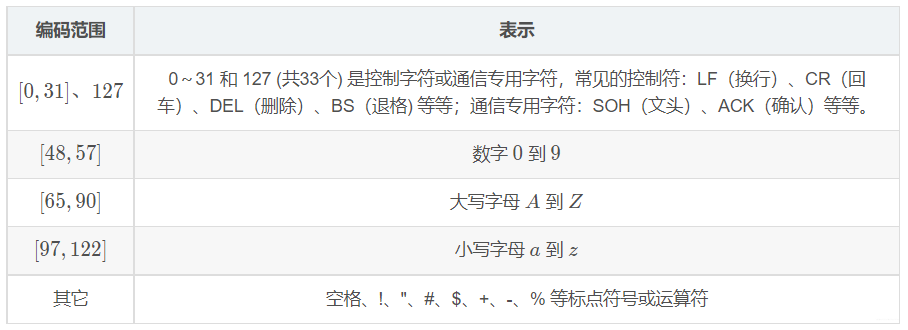 编码范围 表示
[0, 31]、127 0～31 和 127 (共33个) 是控制字符或通信专用字符，常见的控制符：LF（换行）、CR（回
车）、DEL（删除）、BS（退格) 等等；通信专用字符：SOH（文头）、ACK（确认）等等。
[48, 57] 数字 0 到 9
[65, 90] 大写字母 A 到 Z
[97, 122] 小写字母 a 到 z
其它 空格、!、"、#、$、+、-、% 等标点符号或运算符